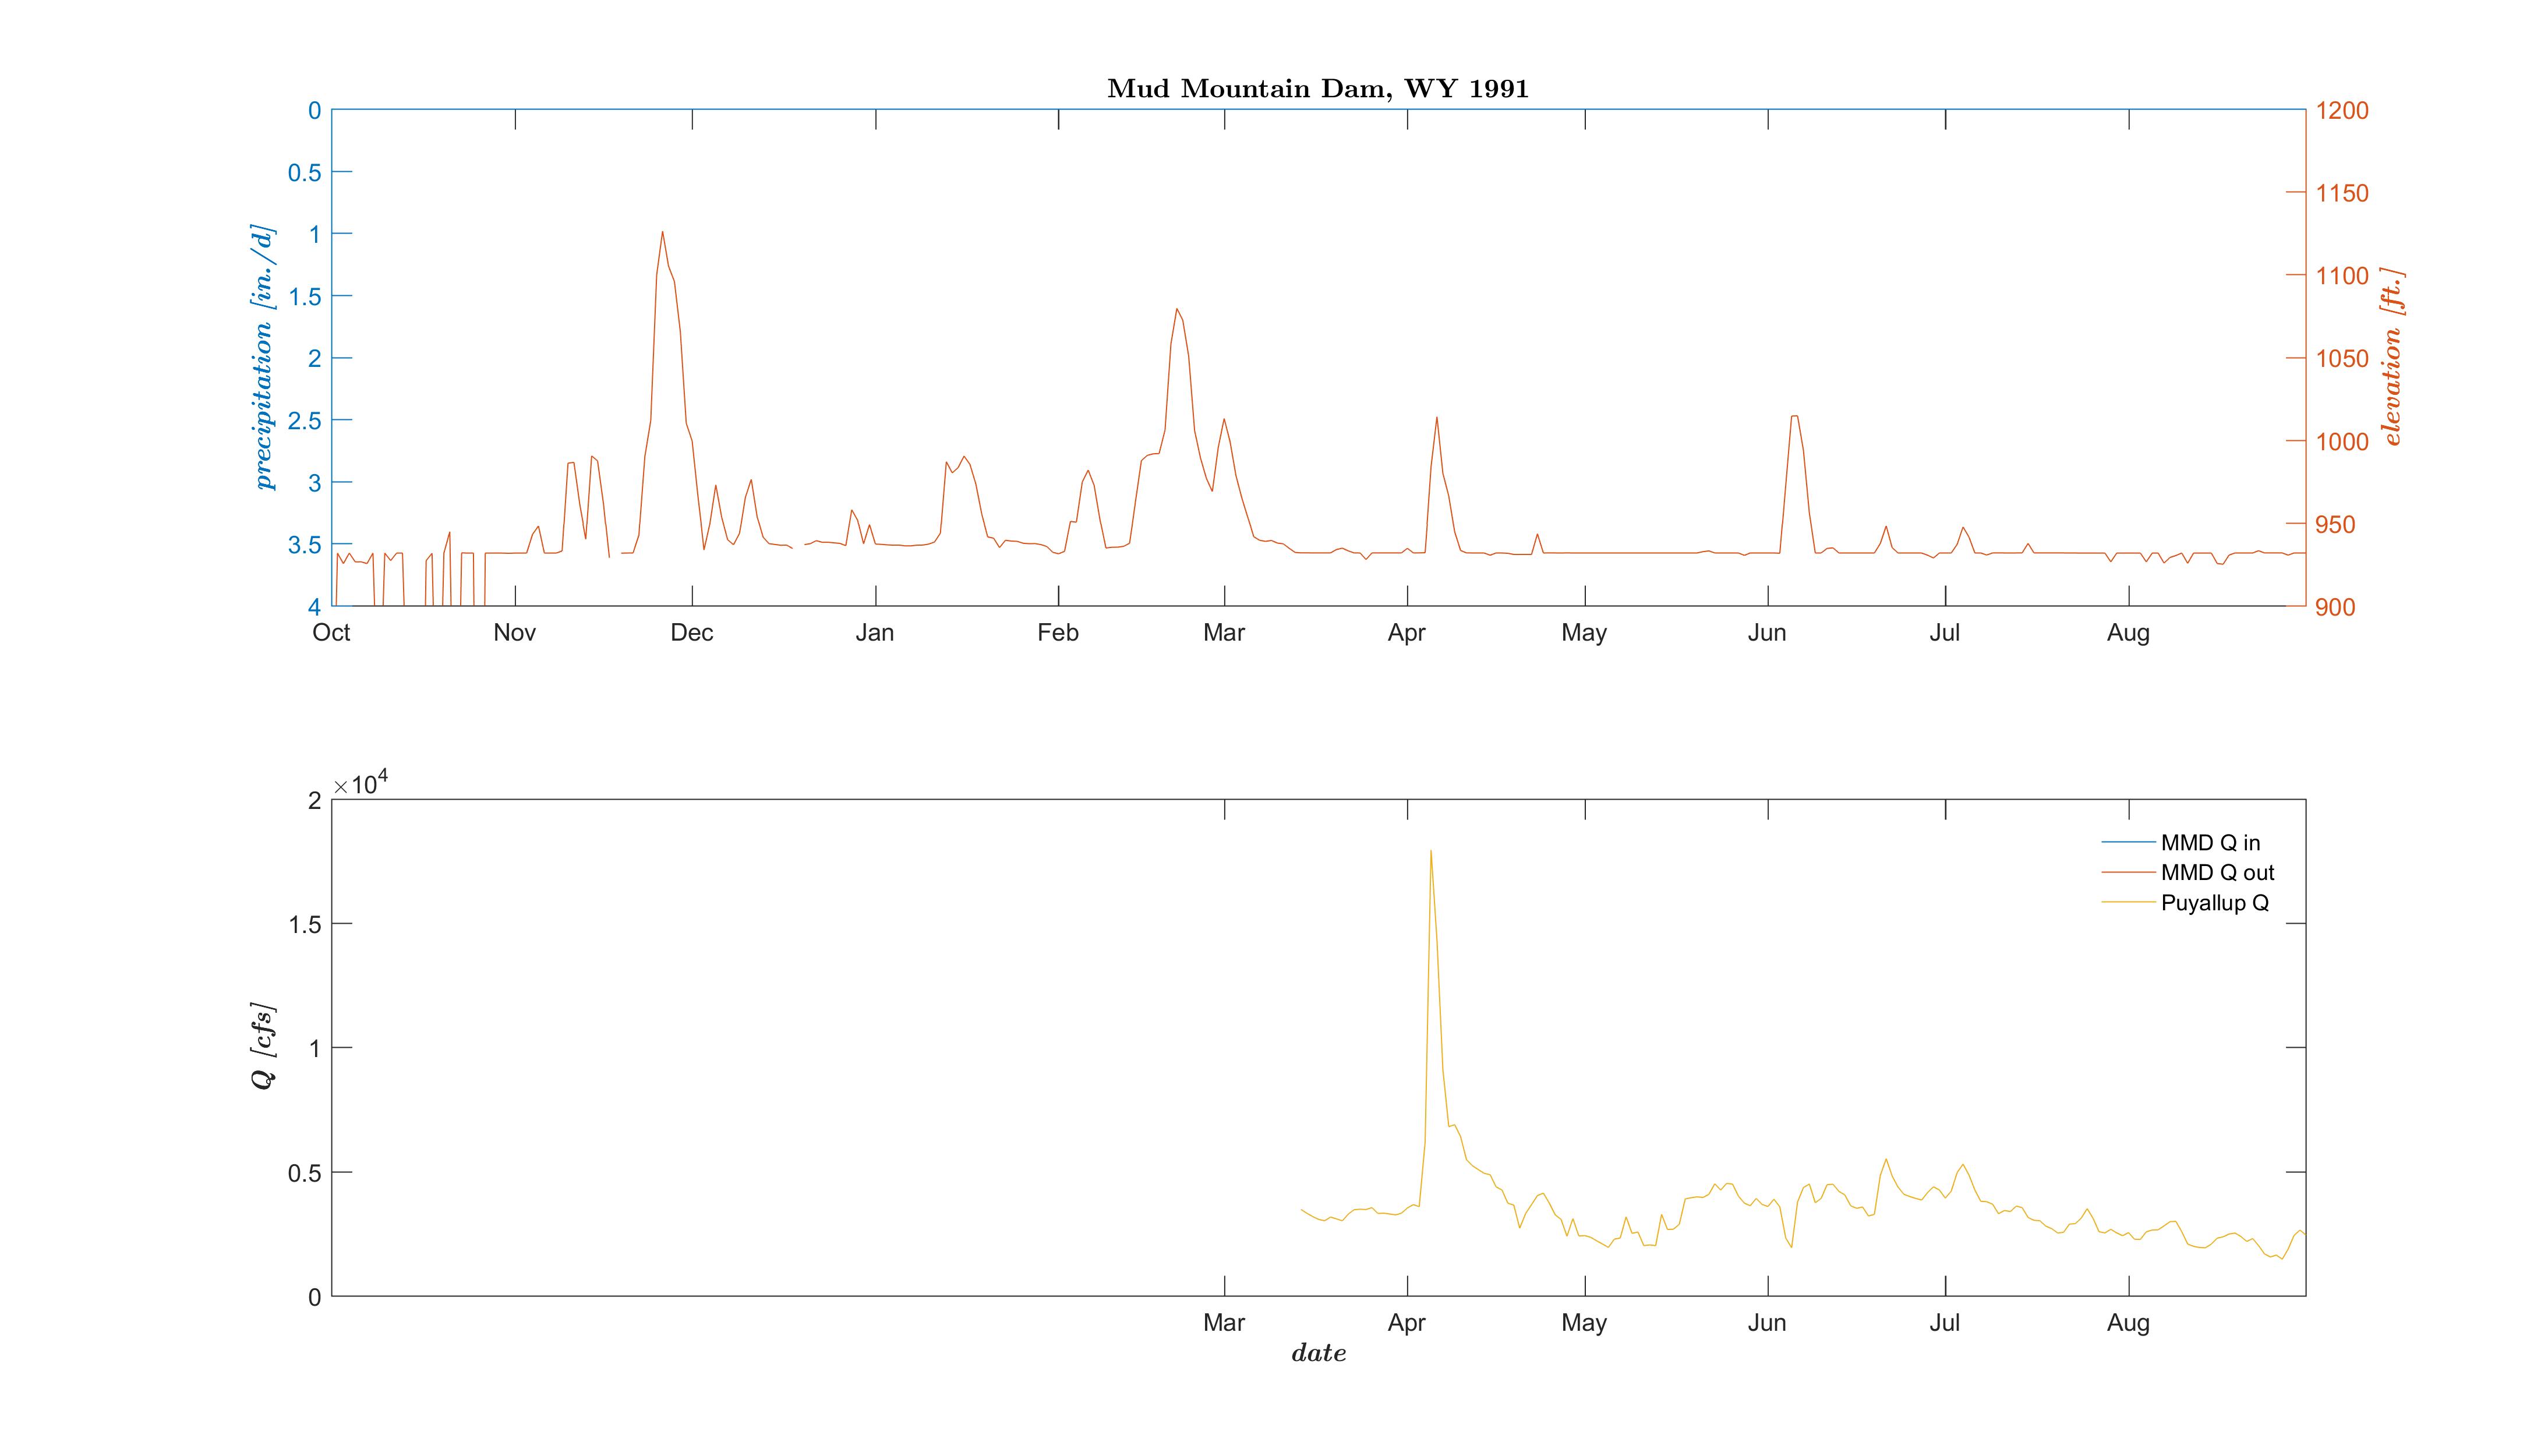 Mud Mountain Dam, WY 1991
0
0.5
1
1.5
2
2.5
3
3.5
4
precipitation [in./d]
1200
1150
1100
1050
1000
950
900
elevation [ft.]
Oct Nov Dec Jan Feb Mar Apr May Jun Jul Aug
×10^4
2
1.5
1
0.5
0
Q [cfs]
MMD Q in
MMD Q out
Puyallup Q
Mar Apr May Jun Jul Aug
date